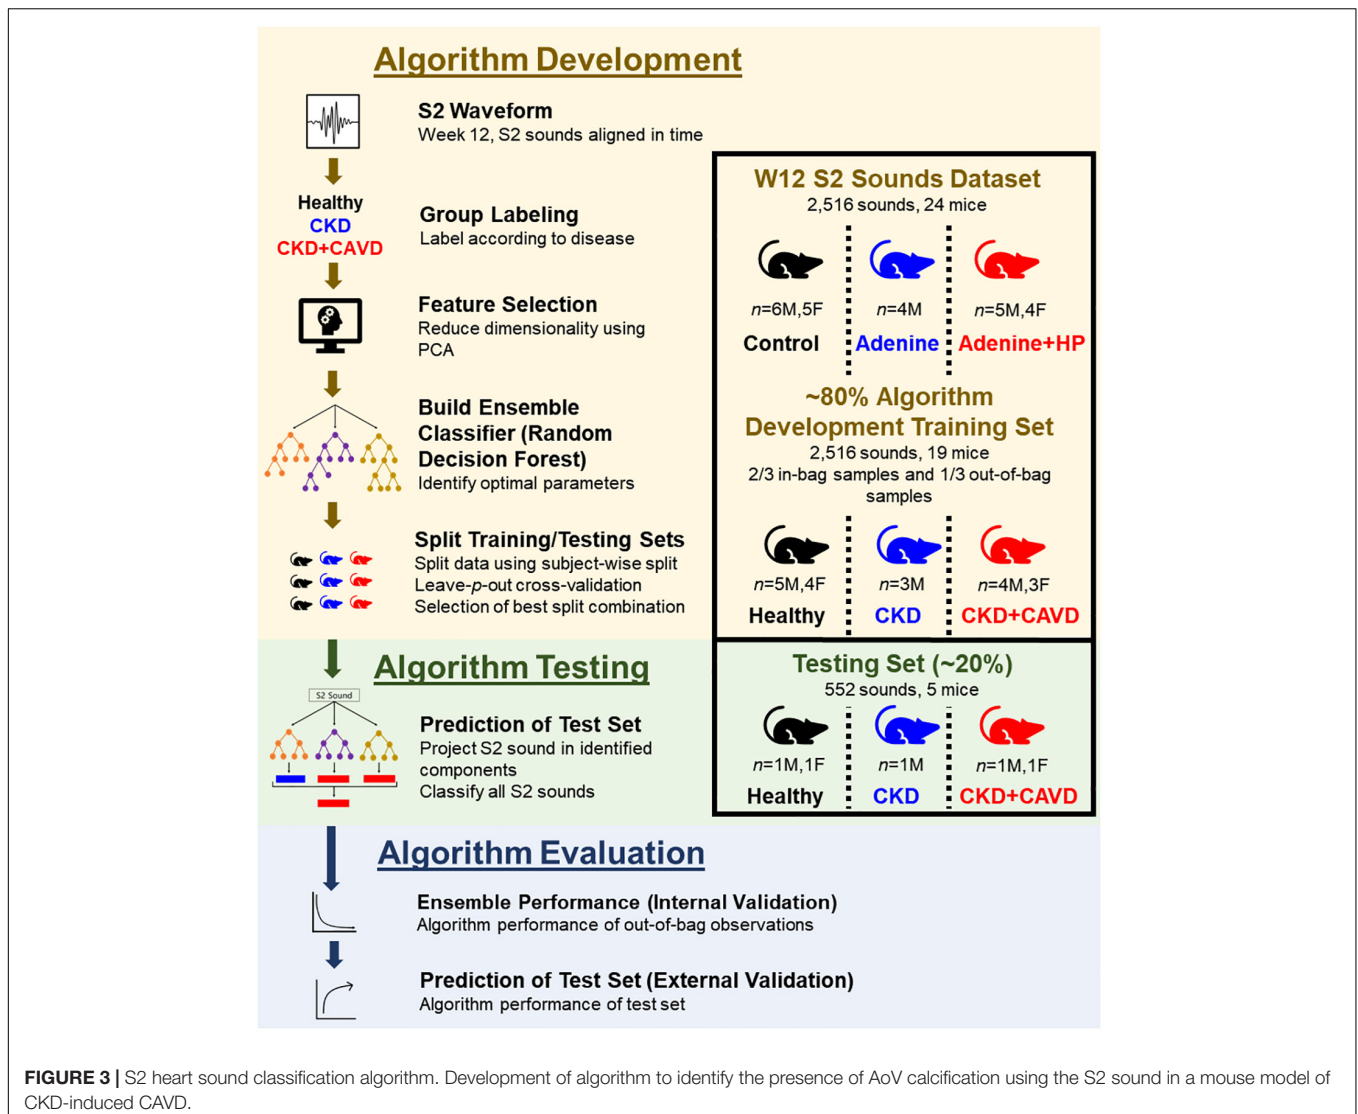 Algorithm Development
S2 Waveform
Week 12, S2 sounds aligned in time
Healthy
CKD
CKD+CAVD
Group Labeling
Label according to disease
Feature Selection
Reduce dimensionality using
PCA
Build Ensemble
Classifier (Random
Decision Forest)
Identify optimal parameters
Split Training/Testing Sets
Split data using subject-wise split
Leave-p-out cross-validation
Selection of best split combination
W12 S2 Sounds Dataset
2,516 sounds, 24 mice
n=6M,5F
n=4M
n=5M,4F
Control
Adenine
Adenine+HP
~80% Algorithm
Development Training Set
2,516 sounds, 19 mice
2/3 in-bag samples and 1/3 out-of-bag
samples
n=5M,4F
n=3M
n=4M,3F
Healthy
CKD
CKD+CAVD
Algorithm Testing
S2 Sound
Prediction of Test Set
Project S2 sound in identified
components
Classify all S2 sounds
Testing Set (~20%)
552 sounds, 5 mice
n=1M,1F
n=1M
n=1M,1F
Healthy
CKD
CKD+CAVD
Algorithm Evaluation
Ensemble Performance (Internal Validation)
Algorithm performance of out-of-bag observations
Prediction of Test Set (External Validation)
Algorithm performance of test set
FIGURE 3 | S2 heart sound classification algorithm. Development of algorithm to identify the presence of AoV calcification using the S2 sound in a mouse model of
CKD-induced CAVD.